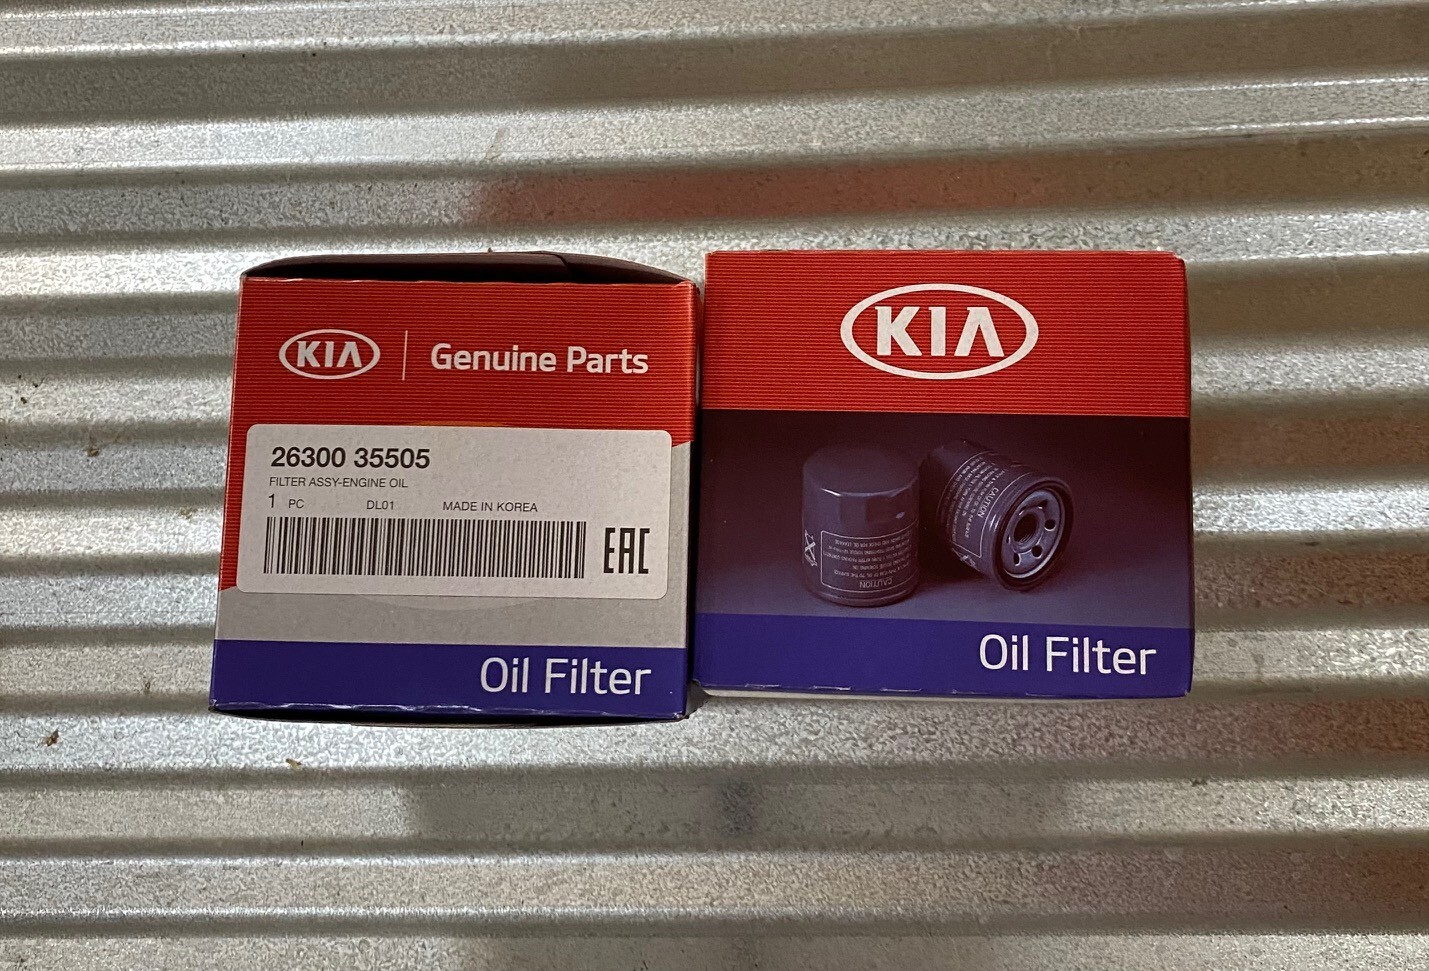 KIA Genuine Parts
26300 35505
FILTER ASSY-ENGINE OIL
1 PC DL01 MADE IN KOREA
EAC
Oil Filter
KIA
CAUTION
CAUTION
Oil Filter